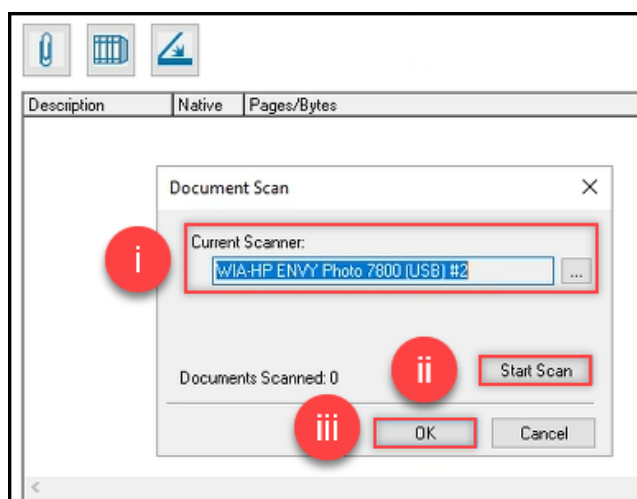 Description Native Pages/Bytes
Document Scan
i
Current Scanner:
WIA-HP ENVY Photo 7800 (USB) #2
...
Documents Scanned: 0
ii
Start Scan
iii
OK
Cancel